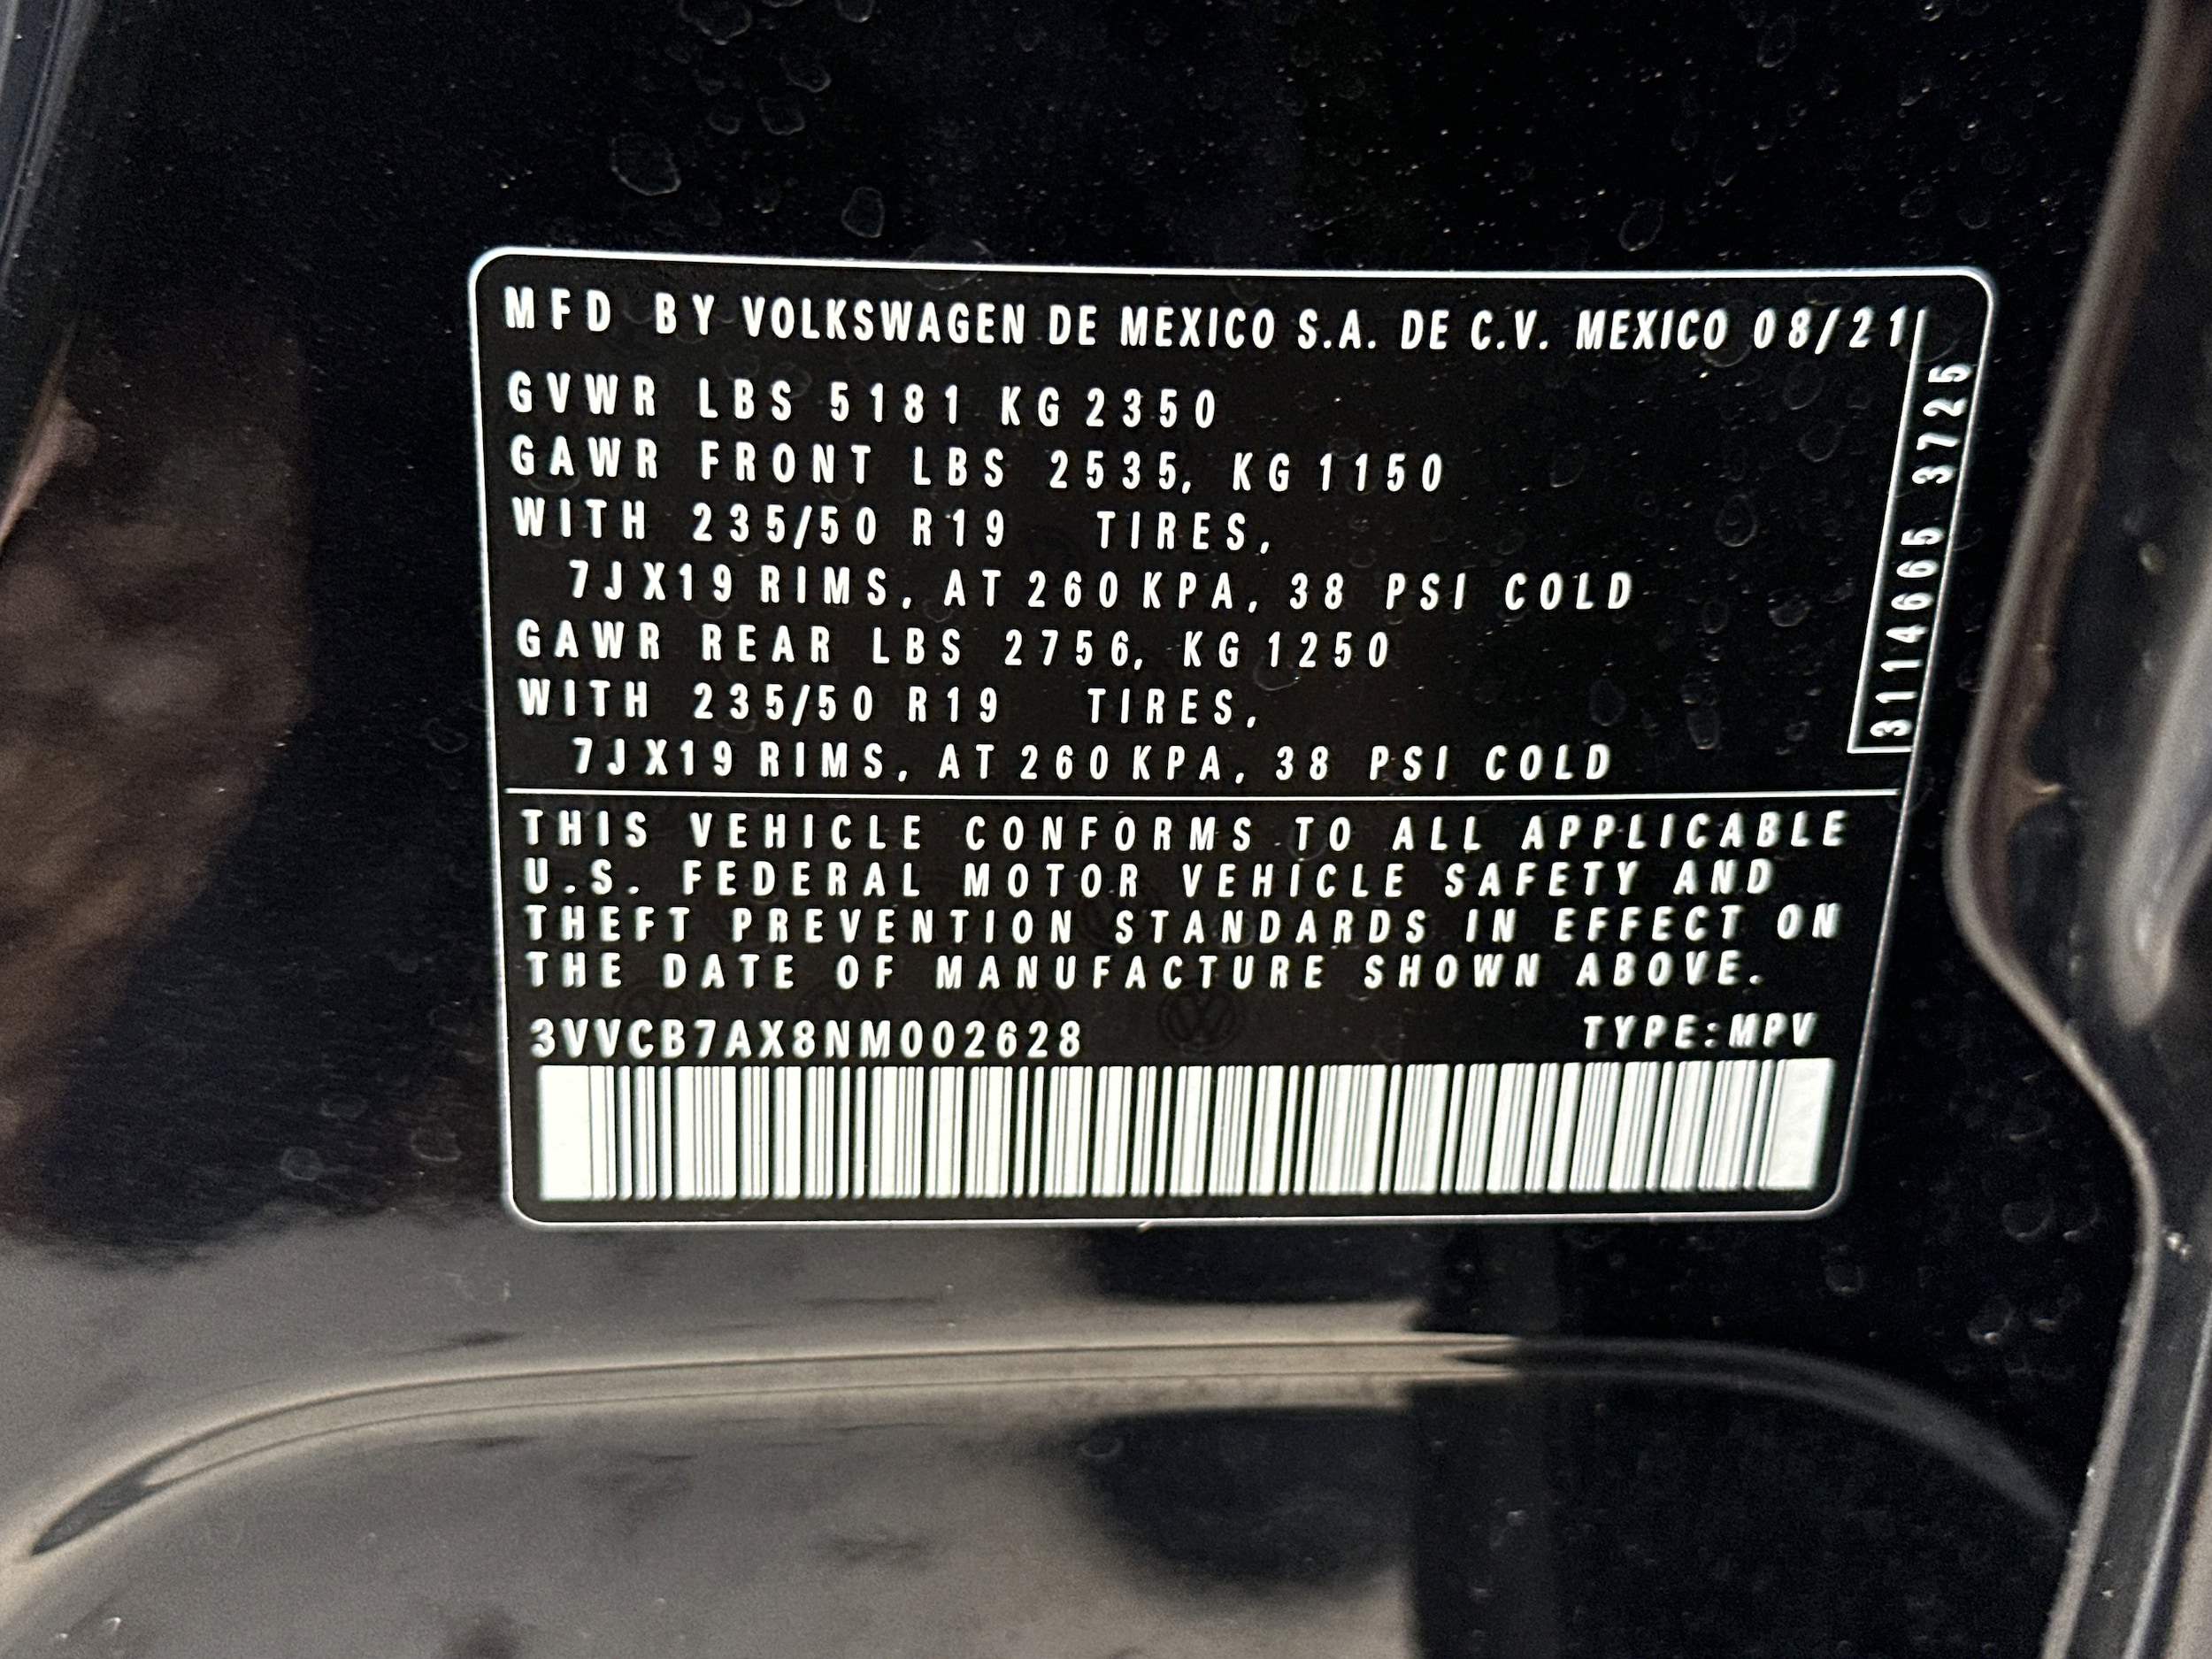 MFD BY VOLKSWAGEN DE MEXICO S.A. DE C.V. MEXICO 08/21
GVWR LBS 5181 KG 2350
GAWR FRONT LBS 2535, KG 1150
WITH 235/50 R19 TIRES,
7JX19 RIMS, AT 260 KPA, 38 PSI COLD
GAWR REAR LBS 2756, KG 1250
WITH 235/50 R19 TIRES,
7JX19 RIMS, AT 260 KPA, 38 PSI COLD
3114665 3725
THIS VEHICLE CONFORMS TO ALL APPLICABLE
U.S. FEDERAL MOTOR VEHICLE SAFETY AND
THEFT PREVENTION STANDARDS IN EFFECT ON
THE DATE OF MANUFACTURE SHOWN ABOVE.
3VVCB7AX8NM002628 TYPE:MPV